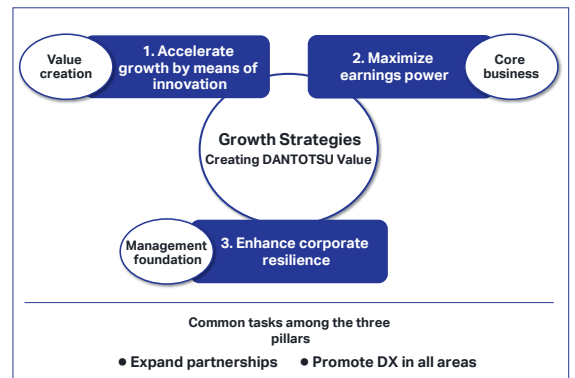 Value
creation
1. Accelerate
growth by means of
innovation
2. Maximize
earnings power
Core
business
Growth Strategies
Creating DANTOTSU Value
Management
foundation
3. Enhance corporate
resilience
Common tasks among the three
pillars
• Expand partnerships • Promote DX in all areas